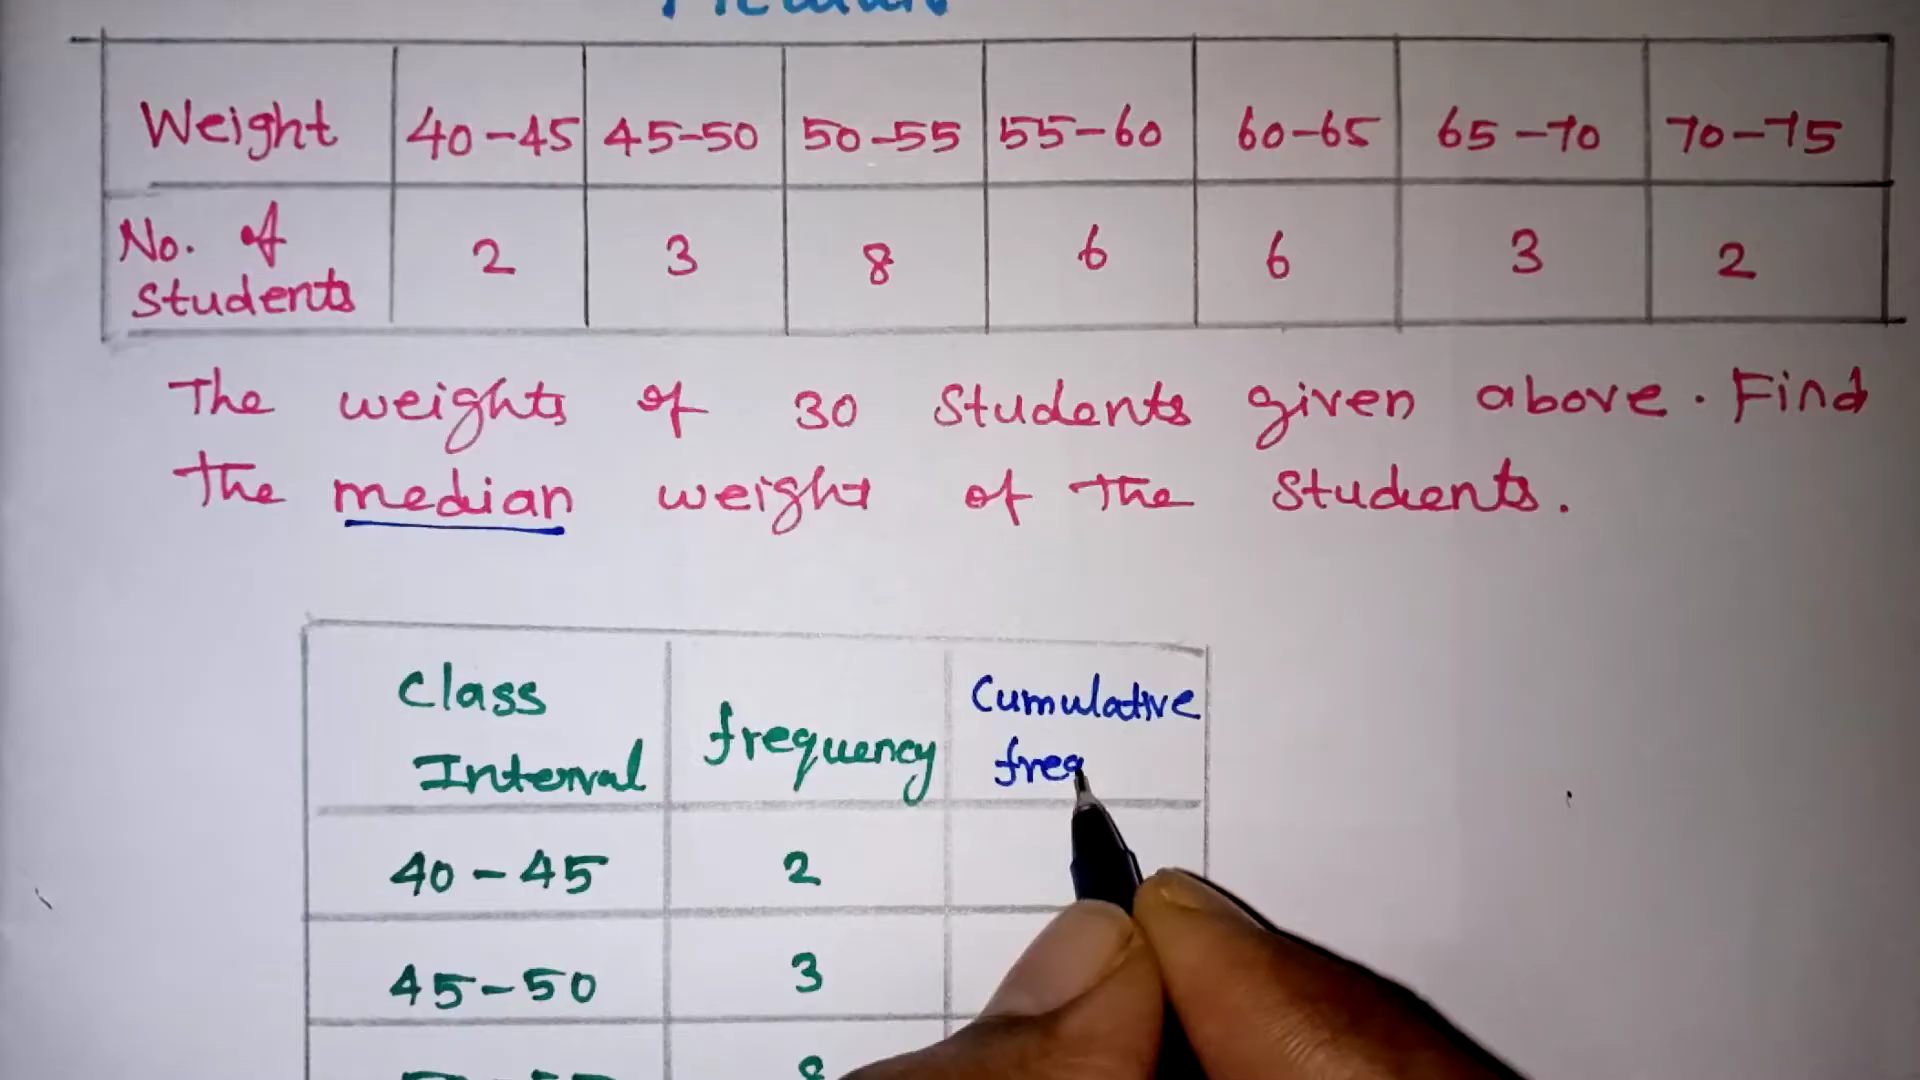 Weight 40-45 45-50 50-55 55-60 60-65 65-70 70-75
No. of
Students 2 3 8 6 6 3 2
The weights of 30 Students given above. Find
The median weight of The Students.
Class
Interval frequency Cumulative
freq
40-45 2
45-50 3
8